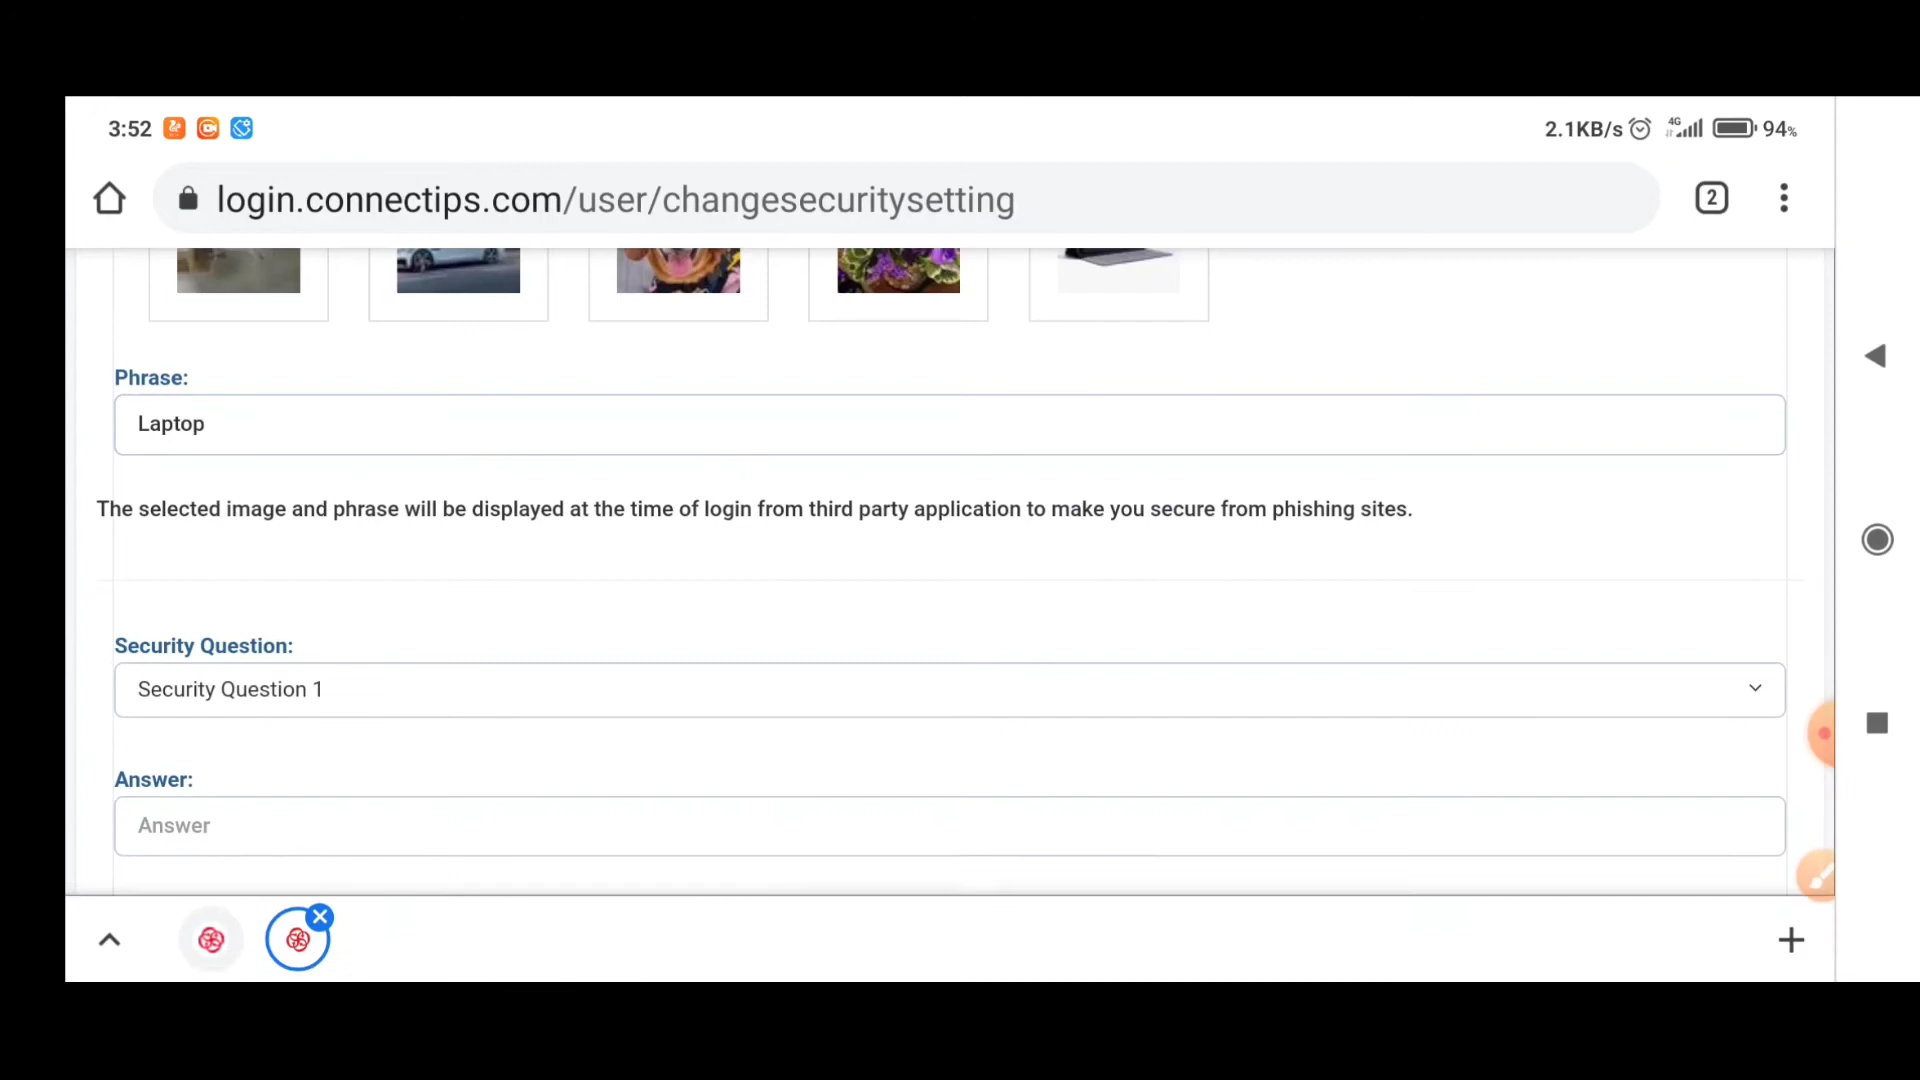 3:52
2.1KB/s 4G 94%
login.connectips.com/user/changesecuritysetting
2
Phrase:
Laptop
The selected image and phrase will be displayed at the time of login from third party application to make you secure from phishing sites.
Security Question:
Security Question 1
Answer:
Answer